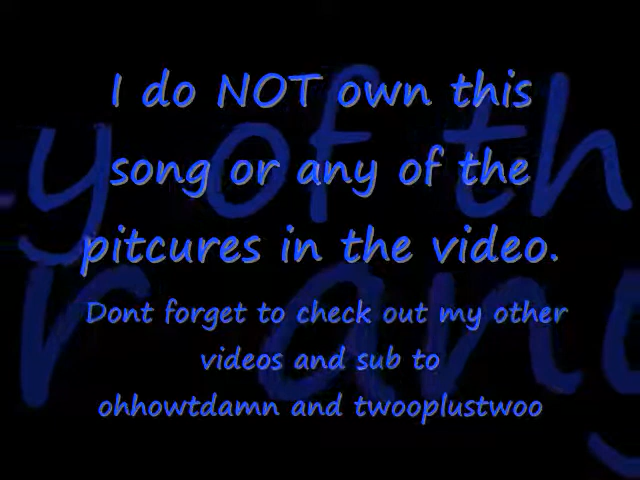 I do NOT own this
song or any of the
pitcures in the video.
Dont forget to check out my other
videos and sub to
ohhowtdamn and twooplustwoo